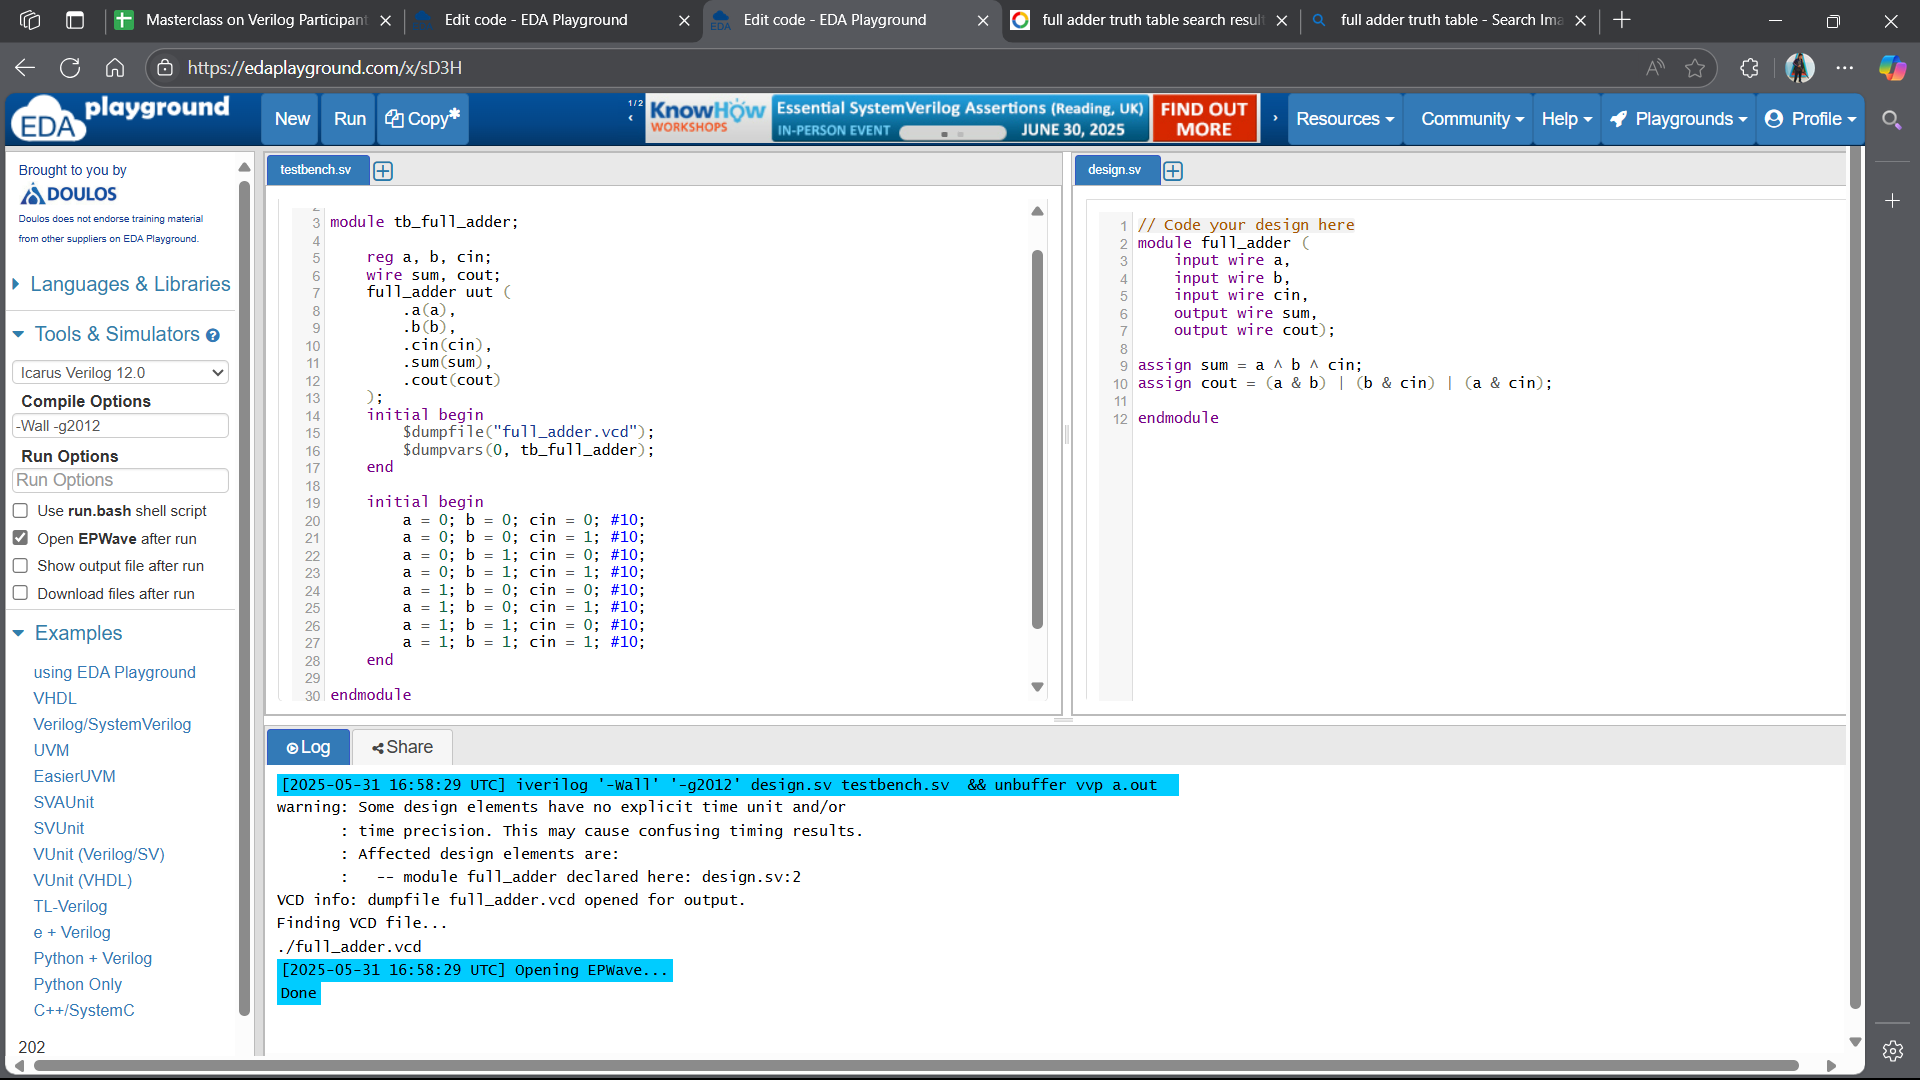 Masterclass on Verilog Participant
Edit code - EDA Playground
Edit code - EDA Playground
full adder truth table search result
full adder truth table - Search Ima
https://edaplayground.com/x/sD3H
EDA playground
New
Run
Copy*
1/2
KnowHow
WORKSHOPS
Essential SystemVerilog Assertions (Reading, UK)
IN-PERSON EVENT
JUNE 30, 2025
FIND OUT
MORE
Resources
Community
Help
Playgrounds
Profile
Brought to you by
DOULOS
Doulos does not endorse training material
from other suppliers on EDA Playground.
Languages & Libraries
Tools & Simulators
Icarus Verilog 12.0
Compile Options
-Wall -g2012
Run Options
Run Options
Use run.bash shell script
Open EPWave after run
Show output file after run
Download files after run
Examples
using EDA Playground
VHDL
Verilog/SystemVerilog
UVM
EasierUVM
SVAUnit
SVUnit
VUnit (Verilog/SV)
VUnit (VHDL)
TL-Verilog
e + Verilog
Python + Verilog
Python Only
C++/SystemC
202
testbench.sv
3 module tb_full_adder;
4
5 reg a, b, cin;
6 wire sum, cout;
7 full_adder uut (
8 .a(a),
9 .b(b),
10 .cin(cin),
11 .sum(sum),
12 .cout(cout)
13 );
14 initial begin
15 $dumpfile("full_adder.vcd");
16 $dumpvars(0, tb_full_adder);
17 end
18
19 initial begin
20 a = 0; b = 0; cin = 0; #10;
21 a = 0; b = 0; cin = 1; #10;
22 a = 0; b = 1; cin = 0; #10;
23 a = 0; b = 1; cin = 1; #10;
24 a = 1; b = 0; cin = 0; #10;
25 a = 1; b = 0; cin = 1; #10;
26 a = 1; b = 1; cin = 0; #10;
27 a = 1; b = 1; cin = 1; #10;
28 end
29
30 endmodule
design.sv
1 // Code your design here
2 module full_adder (
3 input wire a,
4 input wire b,
5 input wire cin,
6 output wire sum,
7 output wire cout);
8
9 assign sum = a ^ b ^ cin;
10 assign cout = (a & b) | (b & cin) | (a & cin);
11
12 endmodule
Log
Share
[2025-05-31 16:58:29 UTC] iverilog '-Wall' '-g2012' design.sv testbench.sv && unbuffer vvp a.out
warning: Some design elements have no explicit time unit and/or
: time precision. This may cause confusing timing results.
: Affected design elements are:
: -- module full_adder declared here: design.sv:2
VCD info: dumpfile full_adder.vcd opened for output.
Finding VCD file...
./full_adder.vcd
[2025-05-31 16:58:29 UTC] Opening EPWave...
Done